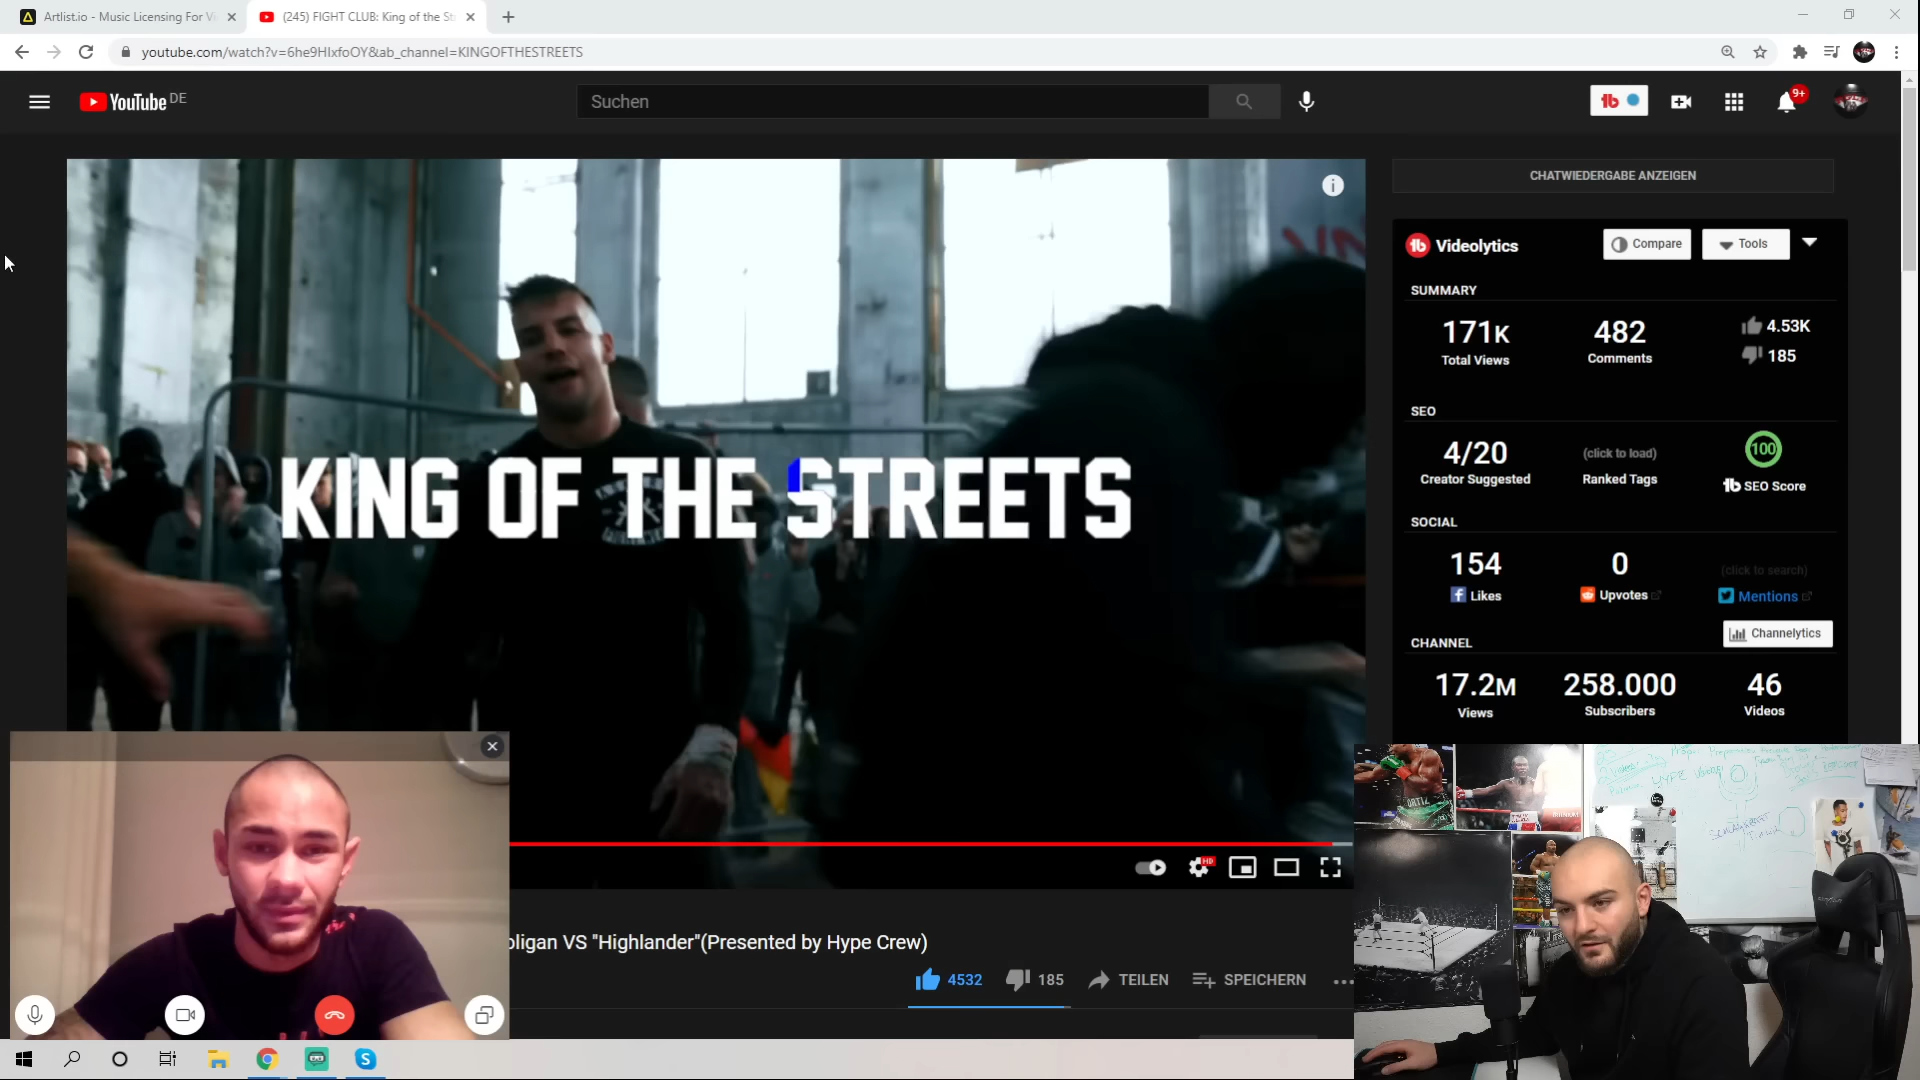 Artlist.io - Music Licensing For Vi
(245) FIGHT CLUB: King of the St
youtube.com/watch?v=6he9HlxfoOY&ab_channel=KINGOFTHESTREETS
YouTube DE
Suchen
9+
CHATWIEDERGABE ANZEIGEN
Videolytics
Compare
Tools
SUMMARY
171K
Total Views
482
Comments
4.53K
185
SEO
4/20
Creator Suggested
(click to load)
Ranked Tags
100
SEO Score
SOCIAL
154
Likes
0
Upvotes
(click to search)
Mentions
Channelytics
CHANNEL
17.2M
Views
258.000
Subscribers
46
Videos
KING OF THE STREETS
HD
oligan VS "Highlander"(Presented by Hype Crew)
4532
185
TEILEN
SPEICHERN
ORTIZ